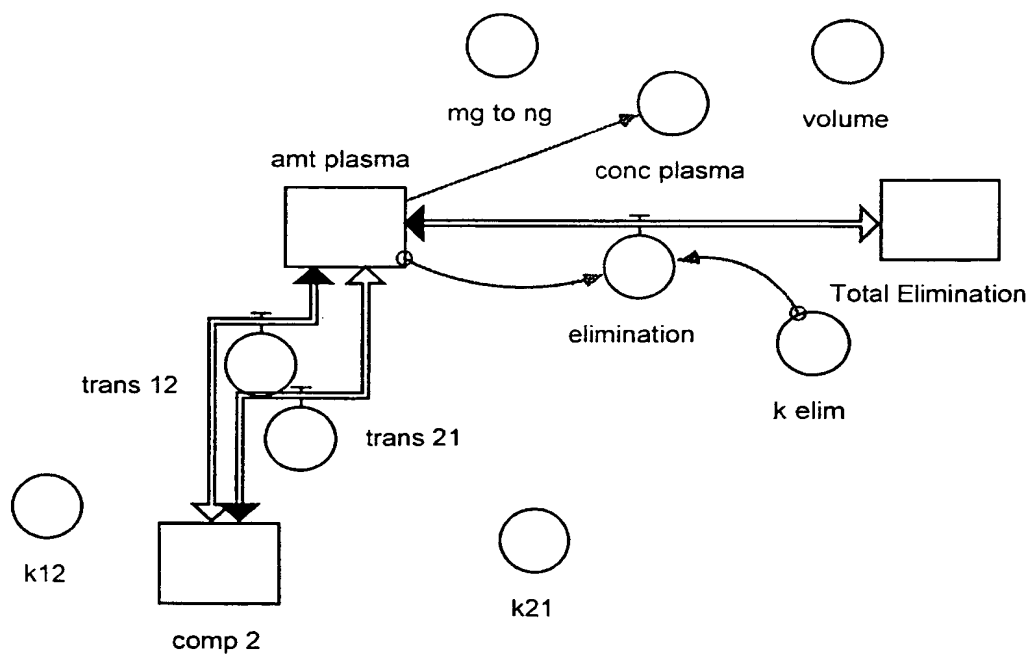 mg to ng
volume
amt plasma
conc plasma
Total Elimination
elimination
trans 12
k elim
trans 21
k12
k21
comp 2